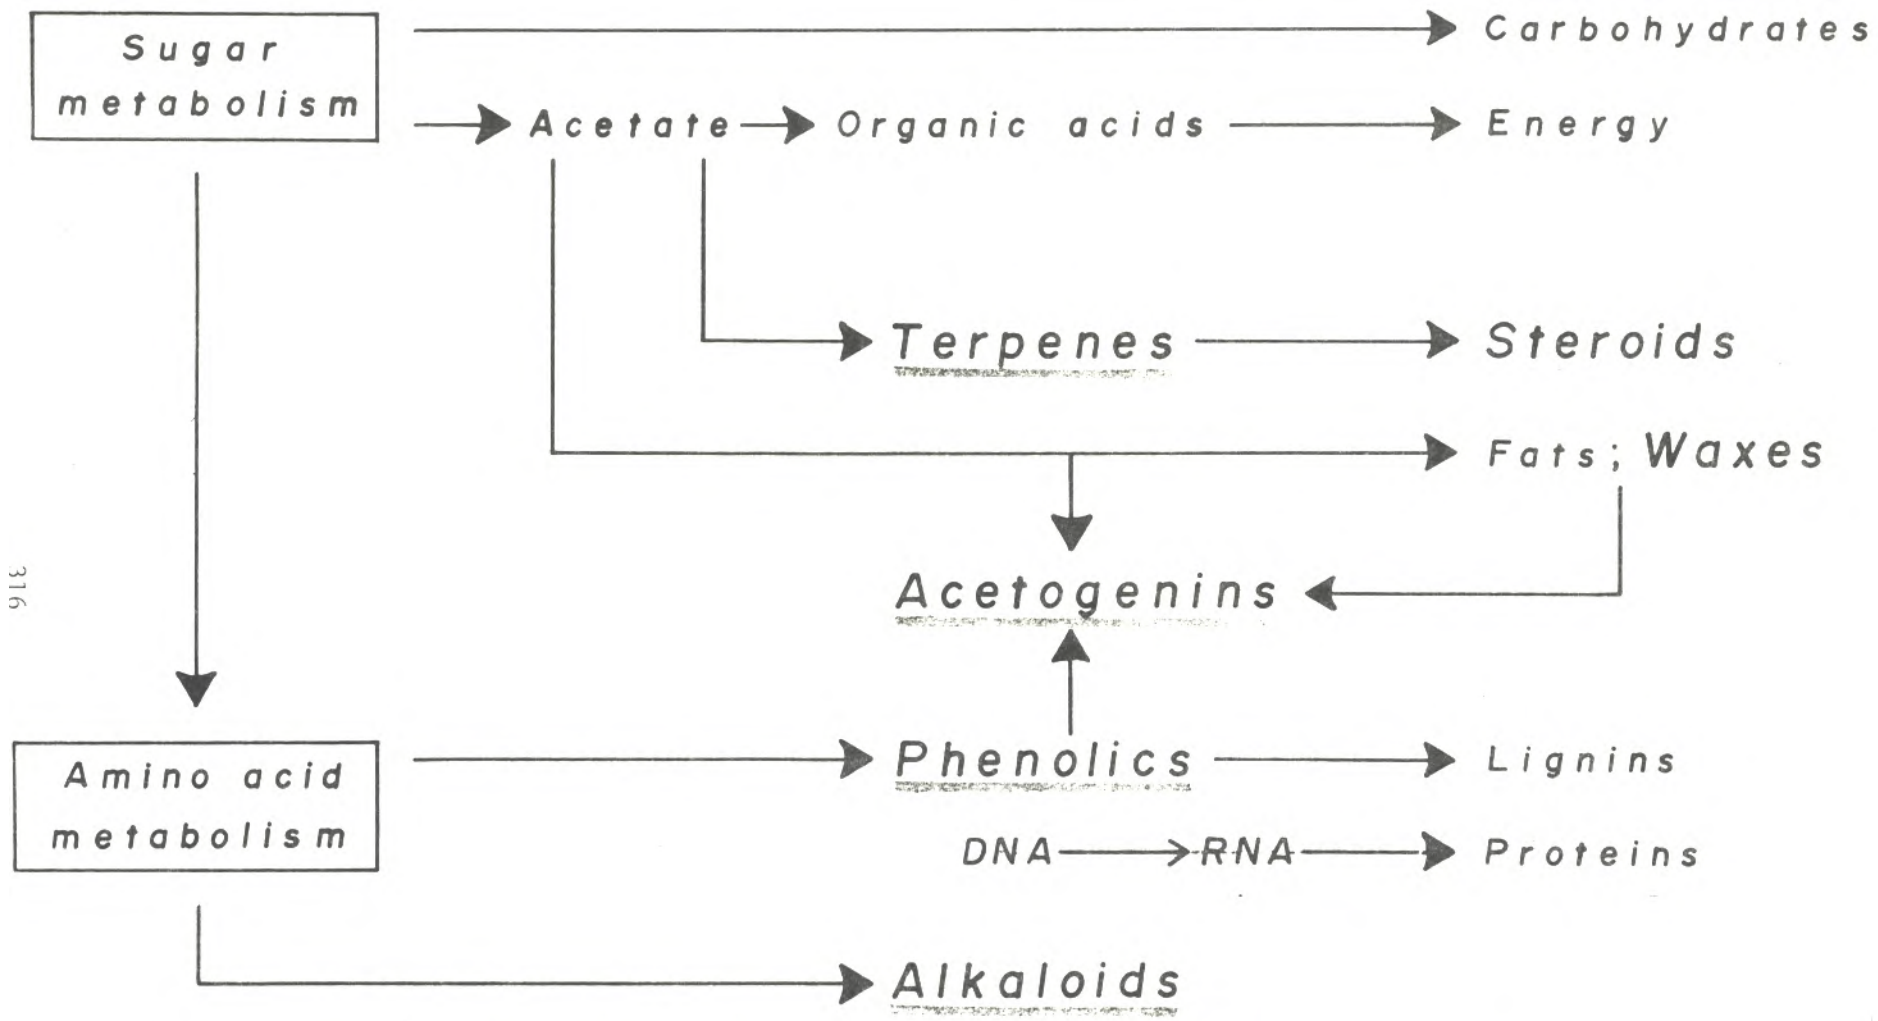 Sugar
metabolism
Carbohydrates
Acetate
Organic acids
Energy
Terpenes
Steroids
Fats; Waxes
Acetogenins
316
Amino acid
metabolism
Phenolics
Lignins
DNA
RNA
Proteins
Alkaloids